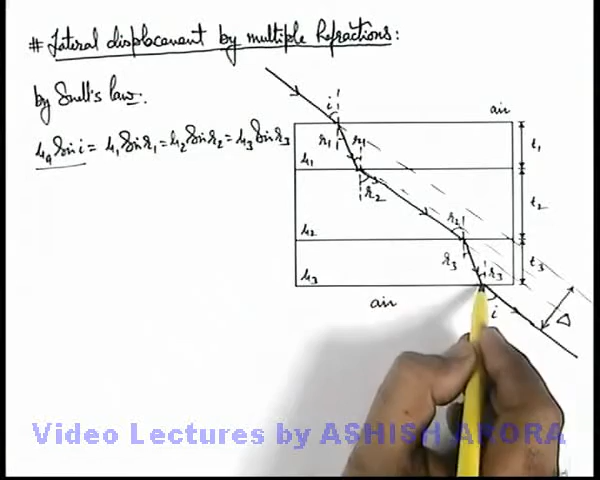 # Lateral displacement by multiple Refractions:
by Snell's law.
μa Sin i = μ1 Sin r1 = μ2 Sin r2 = μ3 Sin r3
i
air
r1 r1
t1
μ1
r2
t2
r2
μ2
r3
t3
r3
μ3
air
i
Δ
Video Lectures by ASHISH ARORA